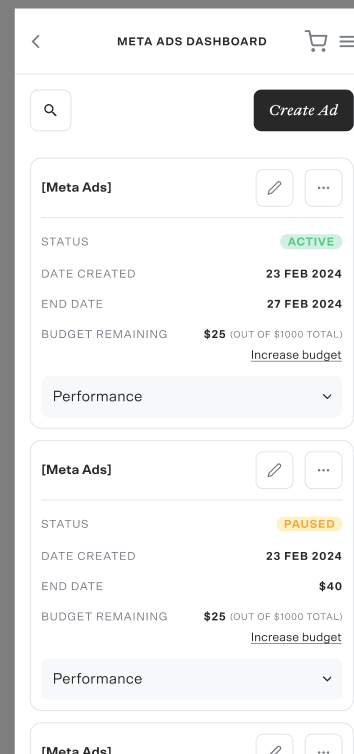 META ADS DASHBOARD
Create Ad
[Meta Ads]
STATUS ACTIVE
DATE CREATED 23 FEB 2024
END DATE 27 FEB 2024
BUDGET REMAINING $25 (OUT OF $1000 TOTAL)
Increase budget
Performance
[Meta Ads]
STATUS PAUSED
DATE CREATED 23 FEB 2024
END DATE $40
BUDGET REMAINING $25 (OUT OF $1000 TOTAL)
Increase budget
Performance
[Meta Ads]